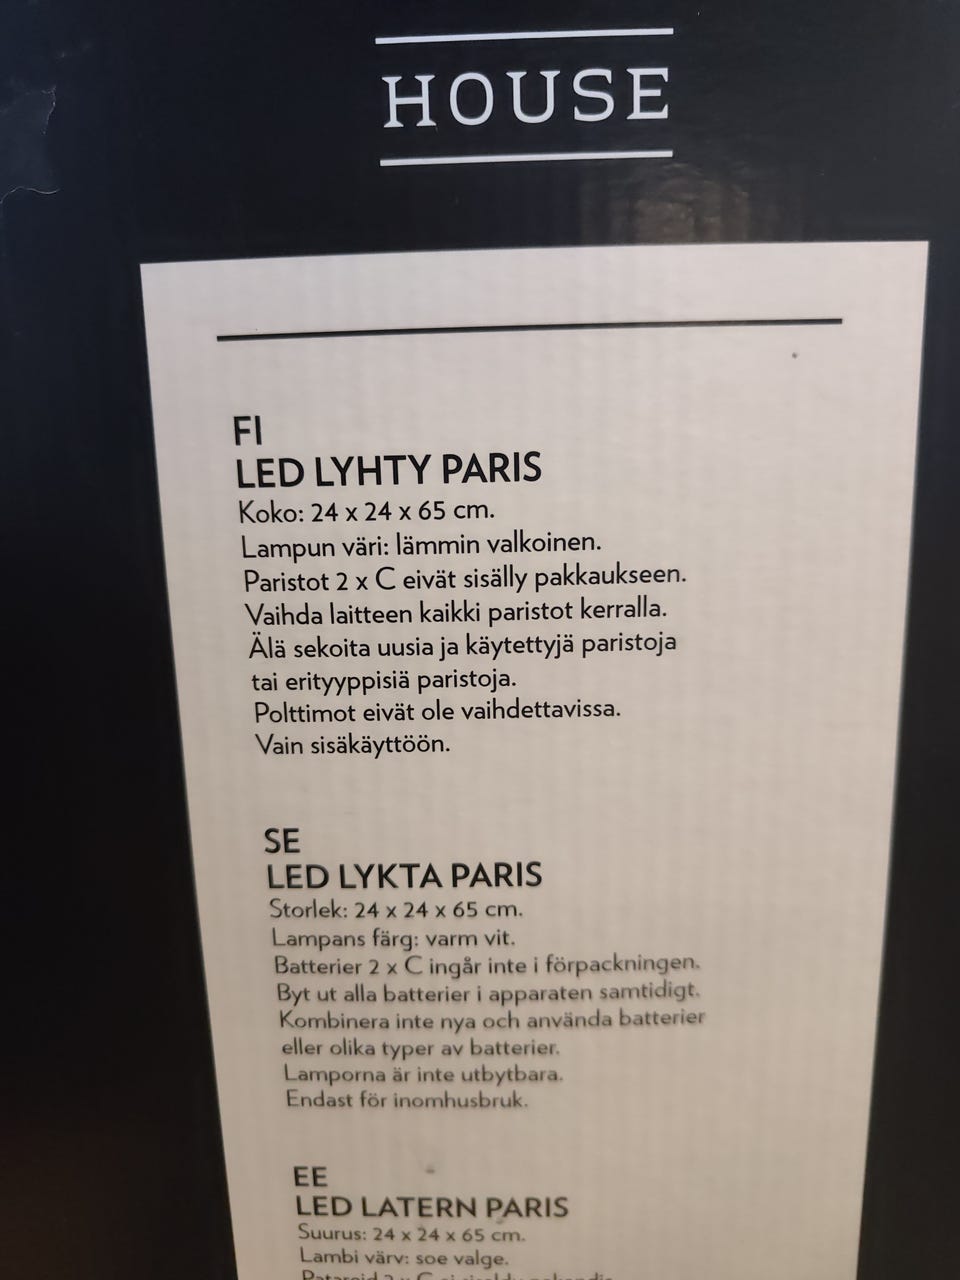 HOUSE
FI
LED LYHTY PARIS
Koko: 24 x 24 x 65 cm.
Lampun väri: lämmin valkoinen.
Paristot 2 x C eivät sisälly pakkaukseen.
Vaihda laitteen kaikki paristot kerralla.
Älä sekoita uusia ja käytettyjä paristoja
tai erityyppisiä paristoja.
Polttimot eivät ole vaihdettavissa.
Vain sisäkäyttöön.
SE
LED LYKTA PARIS
Storlek: 24 x 24 x 65 cm.
Lampans färg: varm vit.
Batterier 2 x C ingår inte i förpackningen.
Byt ut alla batterier i apparaten samtidigt.
Kombinera inte nya och använda batterier
eller olika typer av batterier.
Lamporna är inte utbytbara.
Endast för inomhusbruk.
EE
LED LATERN PARIS
Suurus: 24 x 24 x 65 cm.
Lambi värv: soe valge.